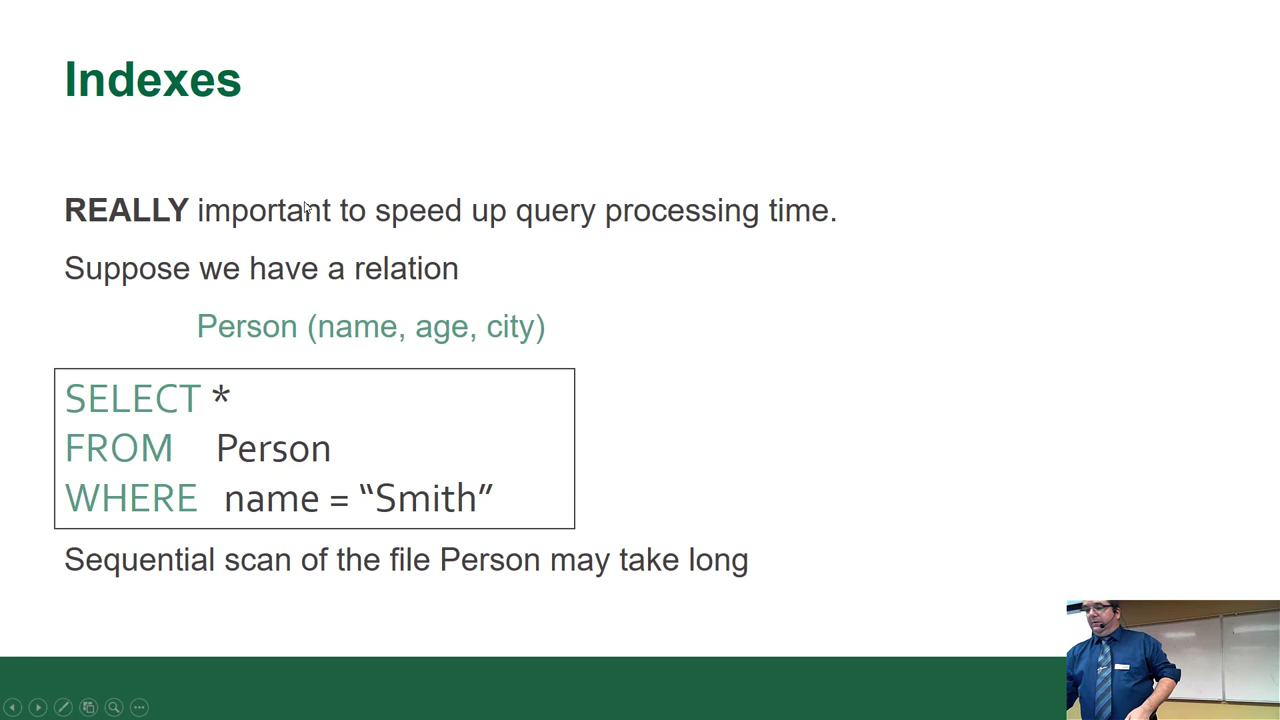 Indexes
REALLY important to speed up query processing time.
Suppose we have a relation
Person (name, age, city)
SELECT *
FROM Person
WHERE name = “Smith”
Sequential scan of the file Person may take long